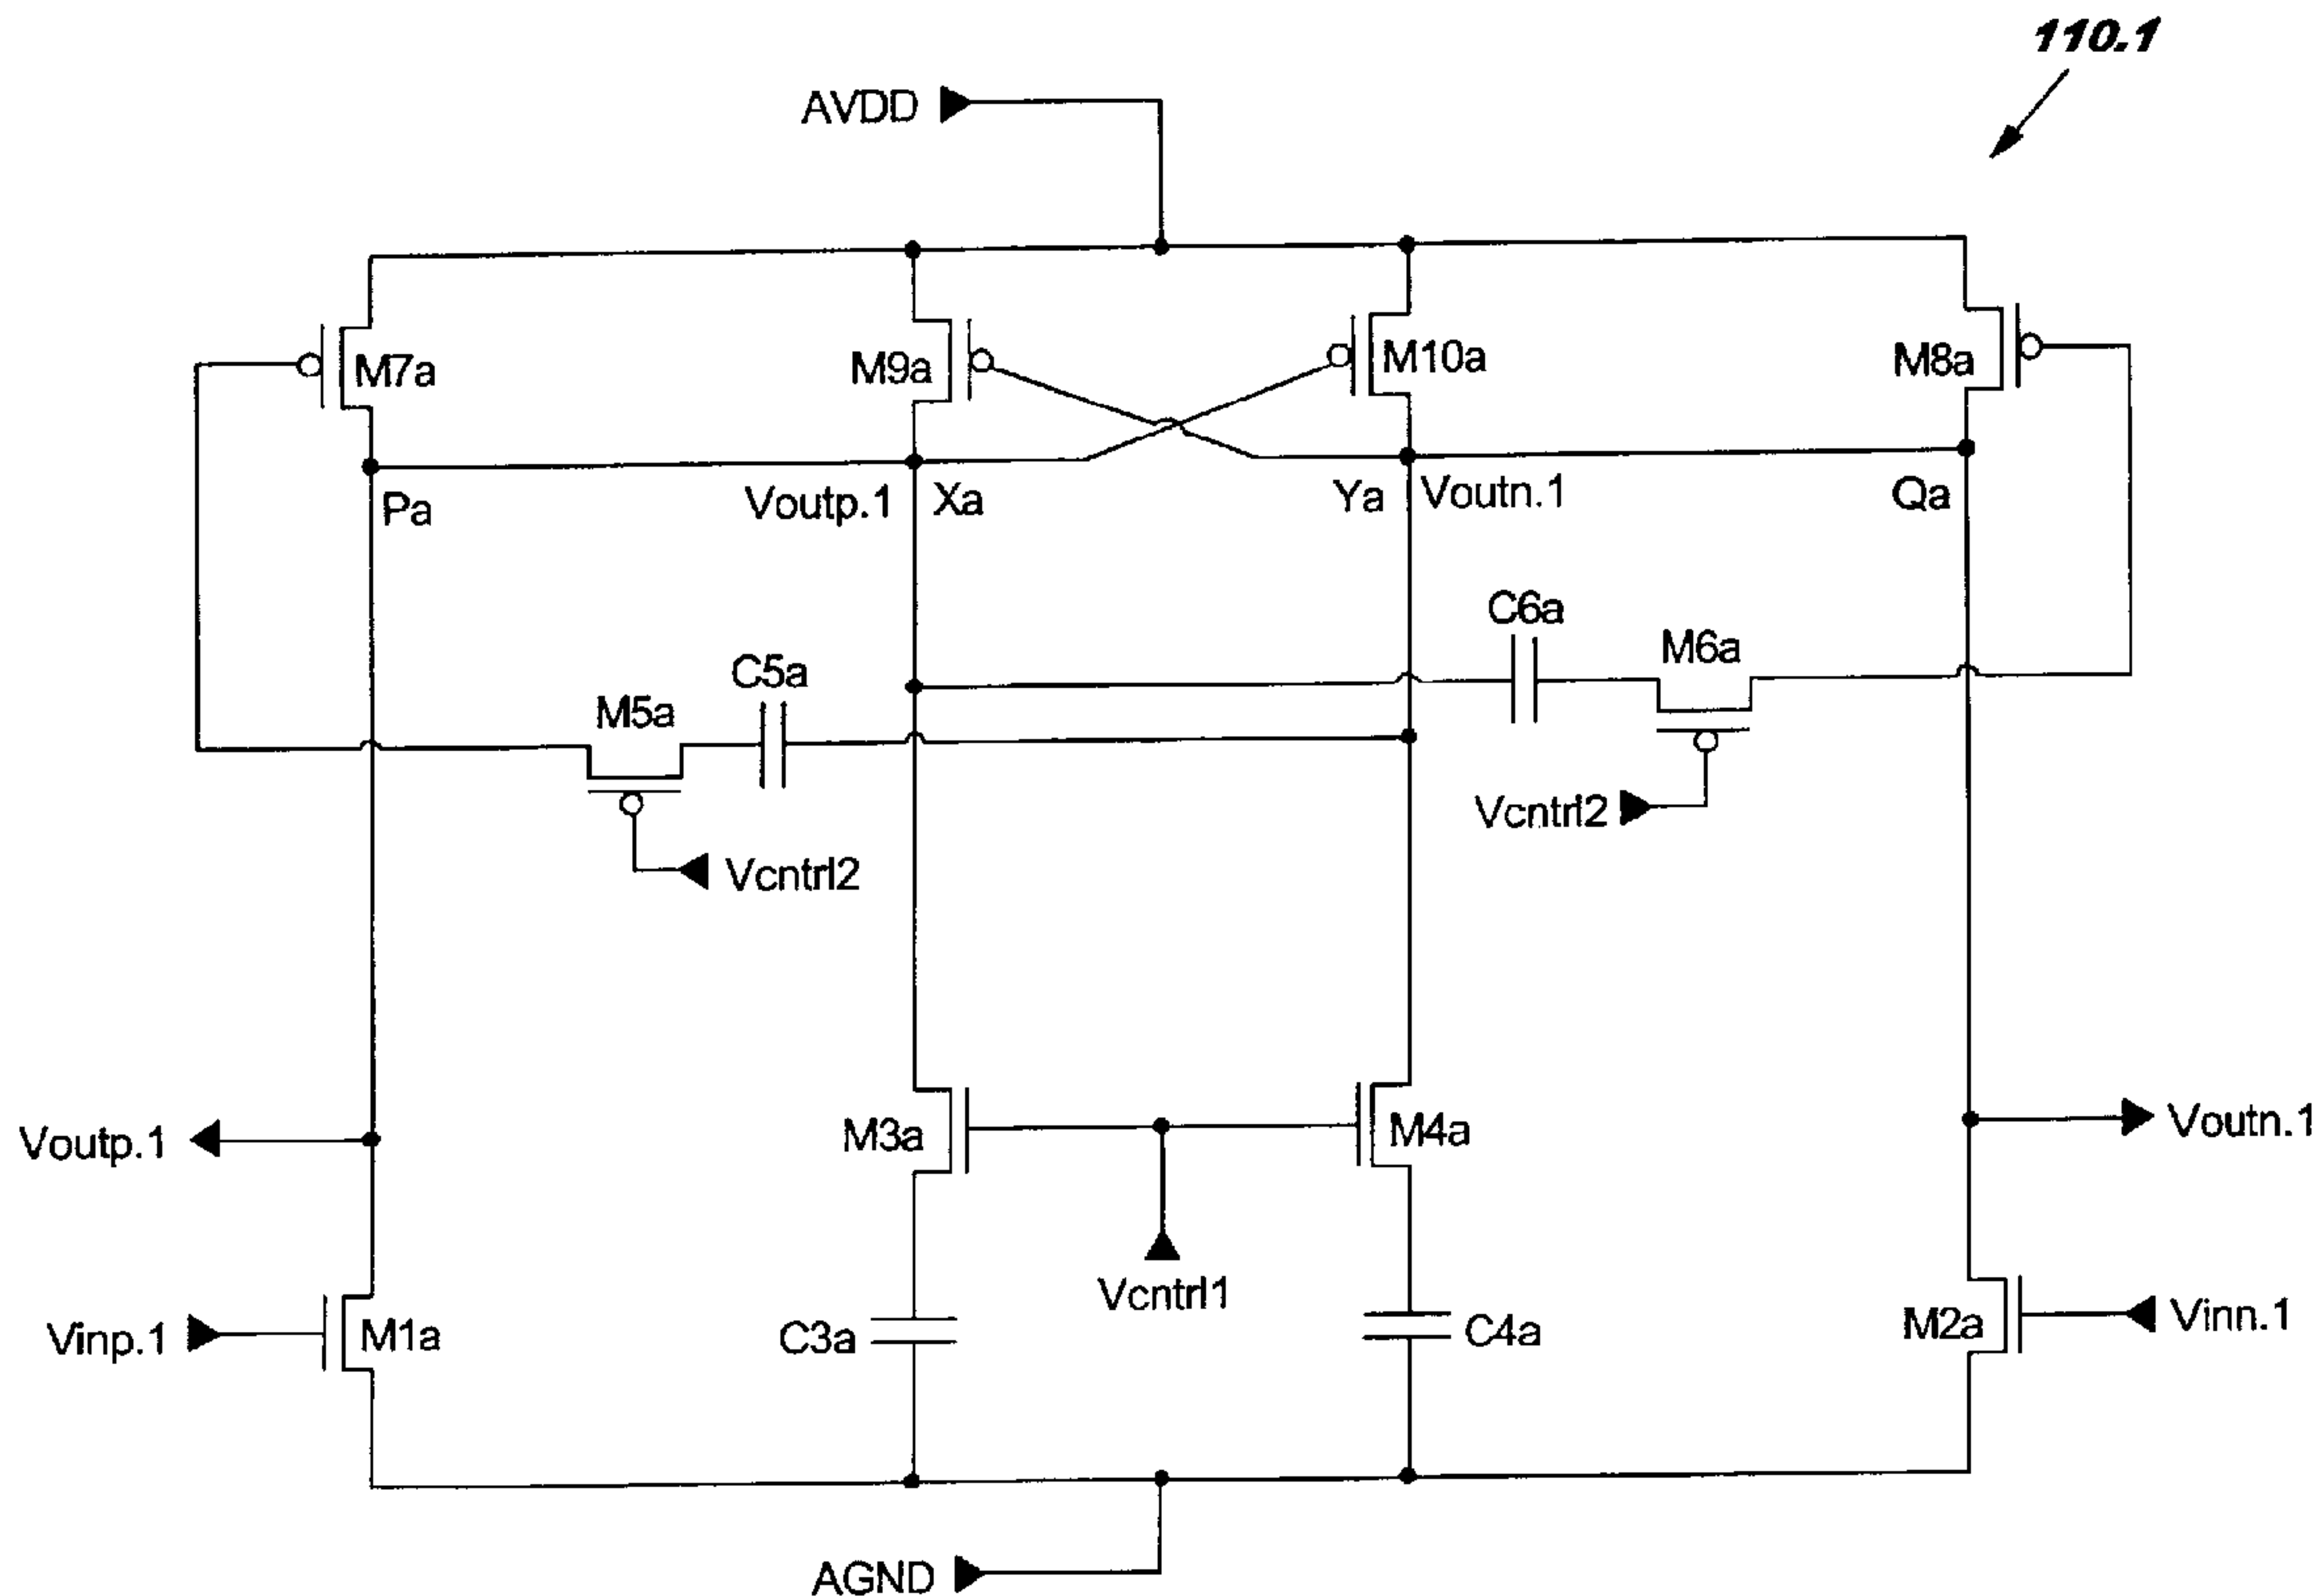 110.1
AVDD
M7a
M9a
M10a
M8a
Pa
Voutp.1
Xa
Ya
Voutn.1
Qa
C6a
M6a
C5a
M5a
Vcntrl2
Vcntrl2
Voutp.1
M3a
M4a
Voutn.1
Vcntrl1
Vinp.1
M1a
C3a
C4a
M2a
Vinn.1
AGND